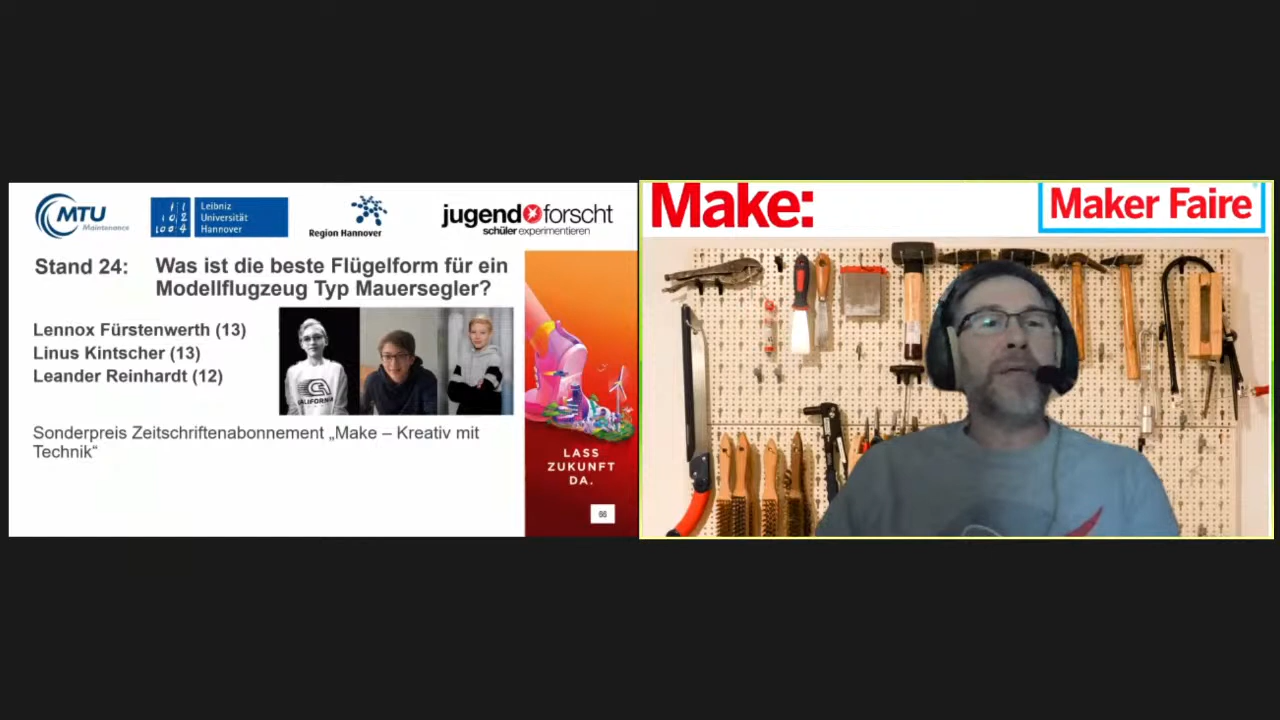 MTU
Maintenance
Leibniz
Universität
Hannover
Region Hannover
jugend forscht
schüler experimentieren
Stand 24:
Was ist die beste Flügelform für ein
Modellflugzeug Typ Mauersegler?
Lennox Fürstenwerth (13)
Linus Kintscher (13)
Leander Reinhardt (12)
CALIFORNIA
Sonderpreis Zeitschriftenabonnement „Make – Kreativ mit
Technik“
LASS
ZUKUNFT
DA.
66
Make:
Maker Faire